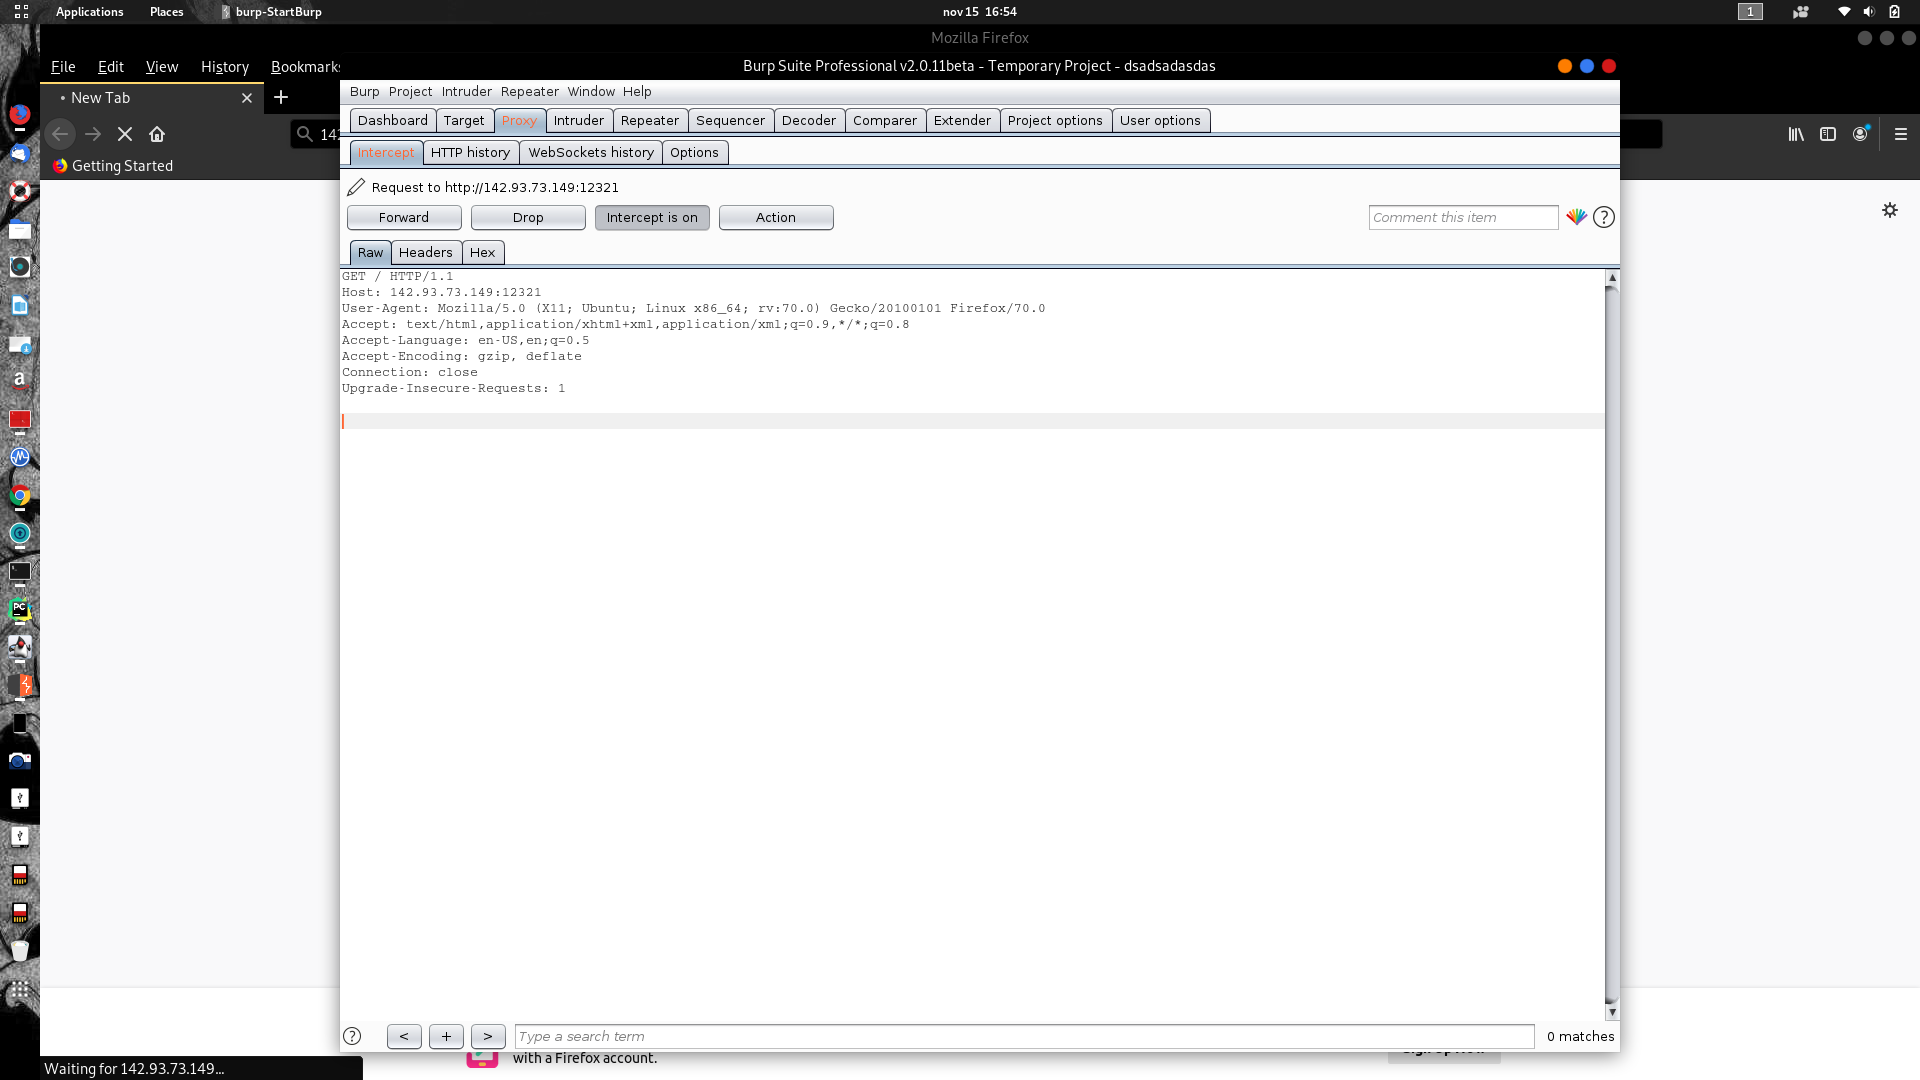 Applications Places burp-StartBurp nov 15 16:54 1
Mozilla Firefox
File Edit View History Bookmarks
Burp Suite Professional v2.0.11beta - Temporary Project - dsadsadasdas
New Tab
Burp Project Intruder Repeater Window Help
Dashboard Target Proxy Intruder Repeater Sequencer Decoder Comparer Extender Project options User options
Intercept HTTP history WebSockets history Options
Getting Started
Request to http://142.93.73.149:12321
Forward Drop Intercept is on Action Comment this item
Raw Headers Hex
GET / HTTP/1.1
Host: 142.93.73.149:12321
User-Agent: Mozilla/5.0 (X11; Ubuntu; Linux x86_64; rv:70.0) Gecko/20100101 Firefox/70.0
Accept: text/html,application/xhtml+xml,application/xml;q=0.9,*/*;q=0.8
Accept-Language: en-US,en;q=0.5
Accept-Encoding: gzip, deflate
Connection: close
Upgrade-Insecure-Requests: 1
< + > Type a search term 0 matches
with a Firefox account.
Waiting for 142.93.73.149...